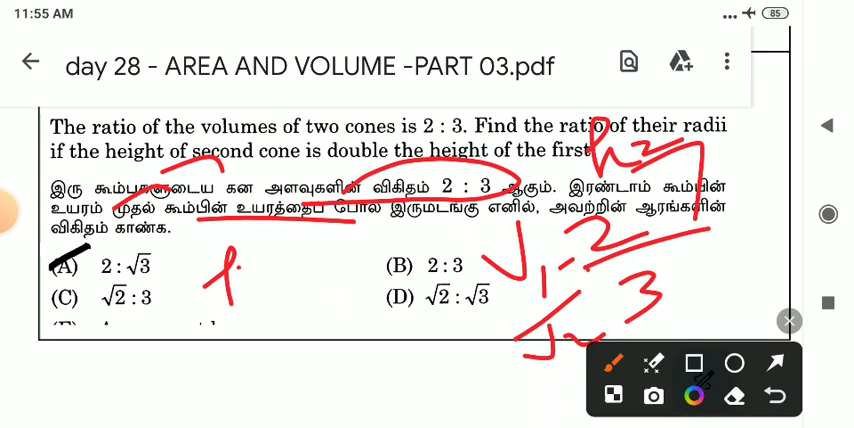 11:55 AM
85
day 28 - AREA AND VOLUME -PART 03.pdf
The ratio of the volumes of two cones is 2 : 3. Find the ratio of their radii
if the height of second cone is double the height of the first
இரு கூம்புகளுடைய கன அளவுகளின் விகிதம் 2 : 3 ஆகும். இரண்டாம் கூம்பின்
உயரம் முதல் கூம்பின் உயரத்தைப் போல இருமடங்கு எனில், அவற்றின் ஆரங்களின்
விகிதம் காண்க.
(A) 2 : √3
(B) 2 : 3
(C) √2 : 3
(D) √2 : √3
h2
2
3